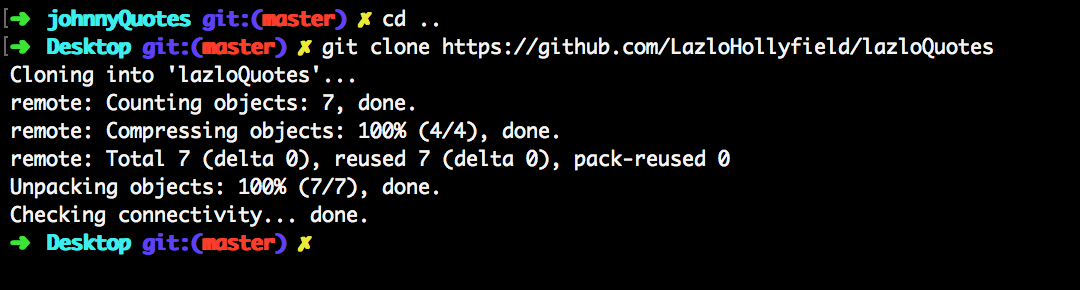 ➜ johnnyQuotes git:(master) ✗ cd ..
➜ Desktop git:(master) ✗ git clone https://github.com/LazloHollyfield/lazloQuotes
Cloning into 'lazloQuotes'...
remote: Counting objects: 7, done.
remote: Compressing objects: 100% (4/4), done.
remote: Total 7 (delta 0), reused 7 (delta 0), pack-reused 0
Unpacking objects: 100% (7/7), done.
Checking connectivity... done.
➜ Desktop git:(master) ✗